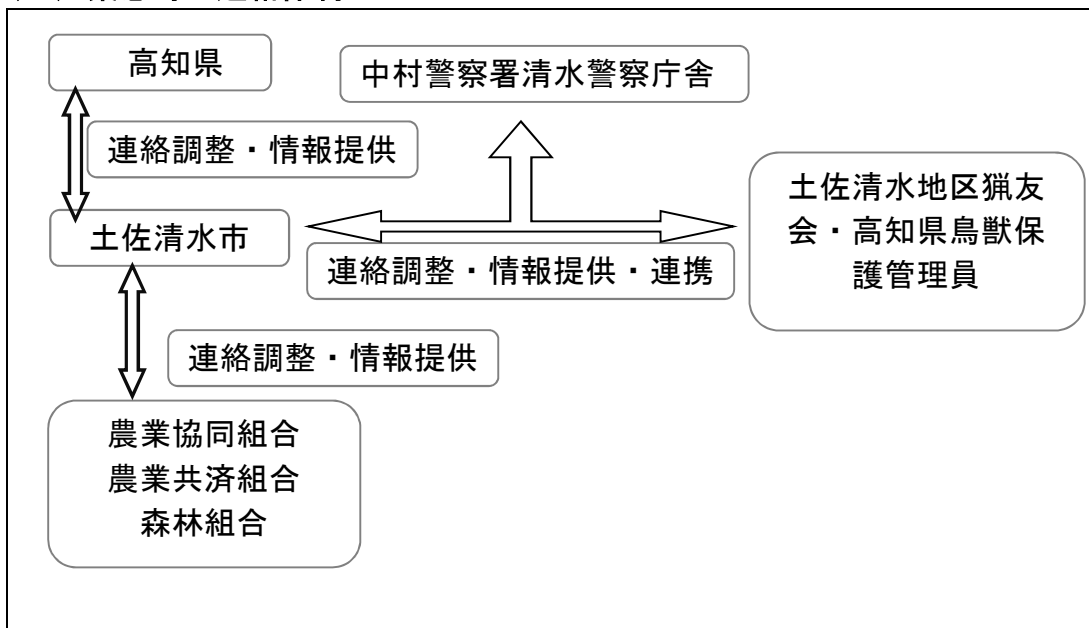 高知県
中村警察署清水警察庁舎
連絡調整・情報提供
土佐清水地区猟友
会・高知県鳥獣保
護管理員
土佐清水市
連絡調整・情報提供・連携
連絡調整・情報提供
農業協同組合
農業共済組合
森林組合